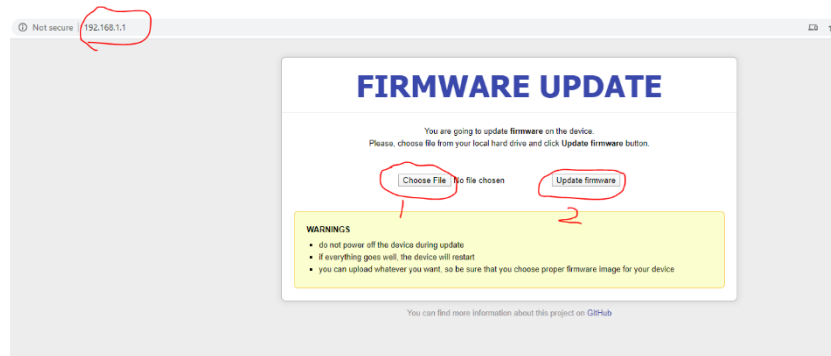 Not secure
192.168.1.1
FIRMWARE UPDATE
You are going to update firmware on the device.
Please, choose file from your local hard drive and click Update firmware button.
Choose File No file chosen Update firmware
1 2
WARNINGS
• do not power off the device during update
• if everything goes well, the device will restart
• you can upload whatever you want, so be sure that you choose proper firmware image for your device
You can find more information about this project on GitHub